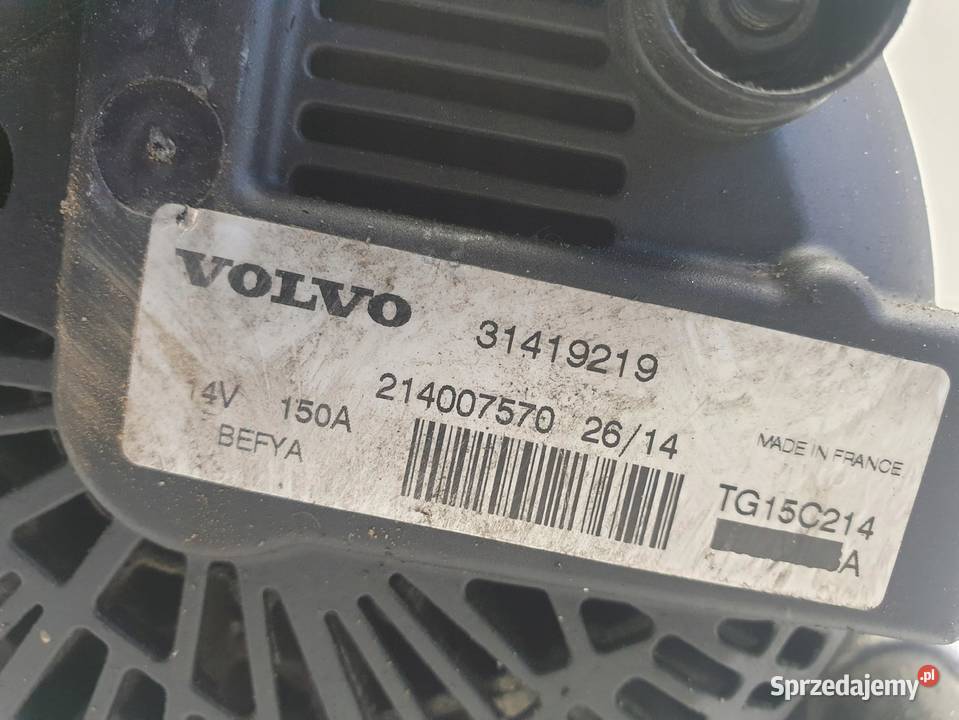 VOLVO
31419219
14V 150A 214007570 26/14
BEFYA
MADE IN FRANCE
TG15C214
A
Sprzedajemy.pl